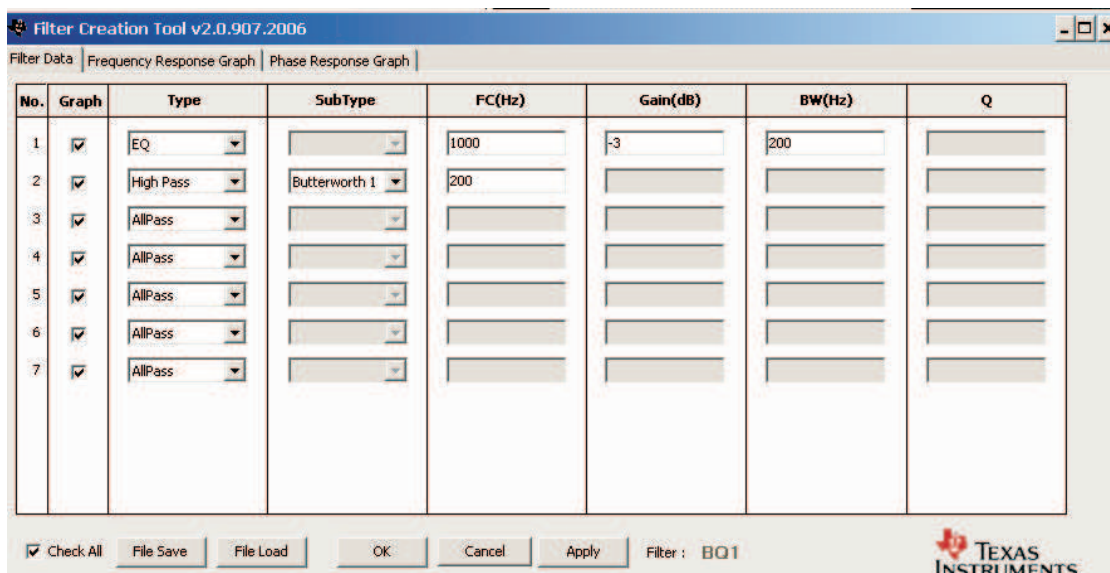 Filter Creation Tool v2.0.907.2006
Filter Data Frequency Response Graph Phase Response Graph
No. Graph Type SubType FC(Hz) Gain(dB) BW(Hz) Q
1 EQ 1000 -3 200
2 High Pass Butterworth 1 200
3 AllPass
4 AllPass
5 AllPass
6 AllPass
7 AllPass
Check All File Save File Load OK Cancel Apply Filter : BQ1
TEXAS
INSTRUMENTS